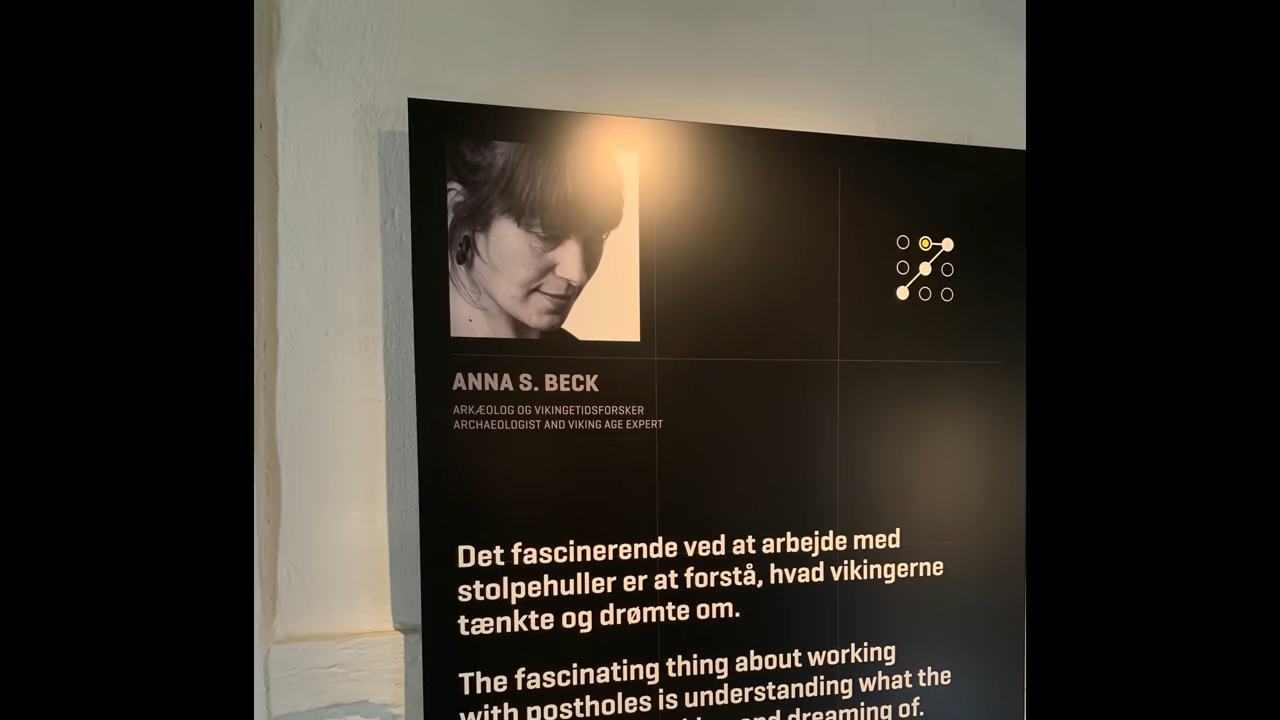 ANNA S. BECK
ARKÆOLOG OG VIKINGETIDSFORSKER
ARCHAEOLOGIST AND VIKING AGE EXPERT
Det fascinerende ved at arbejde med
stolpehuller er at forstå, hvad vikingerne
tænkte og drømte om.
The fascinating thing about working
with postholes is understanding what the
and dreaming of.